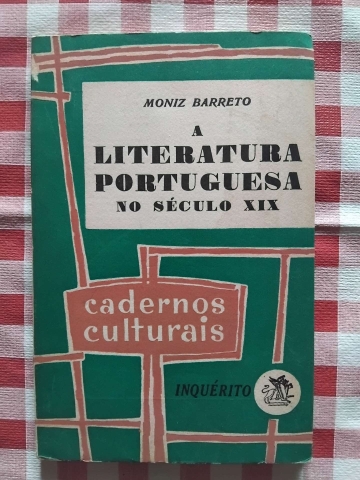 MONIZ BARRETO
A
LITERATURA
PORTUGUESA
NO SÉCULO XIX
cadernos
culturais
INQUÉRITO